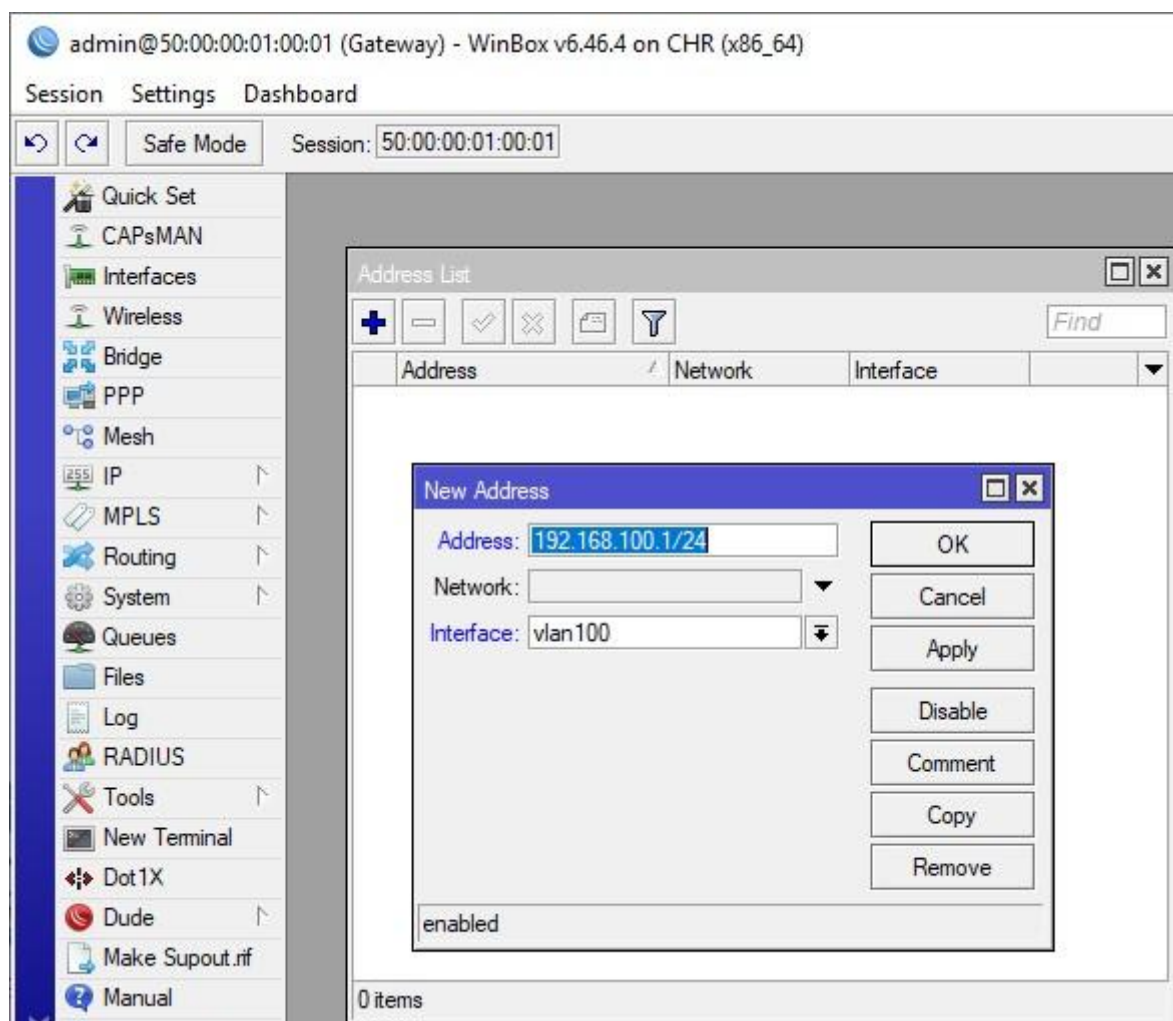 admin@50:00:00:01:00:01 (Gateway) - WinBox v6.46.4 on CHR (x86_64)
Session Settings Dashboard
Safe Mode Session: 50:00:00:01:00:01
Quick Set
CAPsMAN
Interfaces
Wireless
Bridge
PPP
Mesh
255 IP
MPLS
Routing
System
Queues
Files
Log
RADIUS
Tools
New Terminal
Dot1X
Dude
Make Supout.rif
Manual
Address List
Find
Address Network Interface
New Address
Address: 192.168.100.1/24 OK
Network: Cancel
Interface: vlan100 Apply
Disable
Comment
Copy
Remove
enabled
0 items